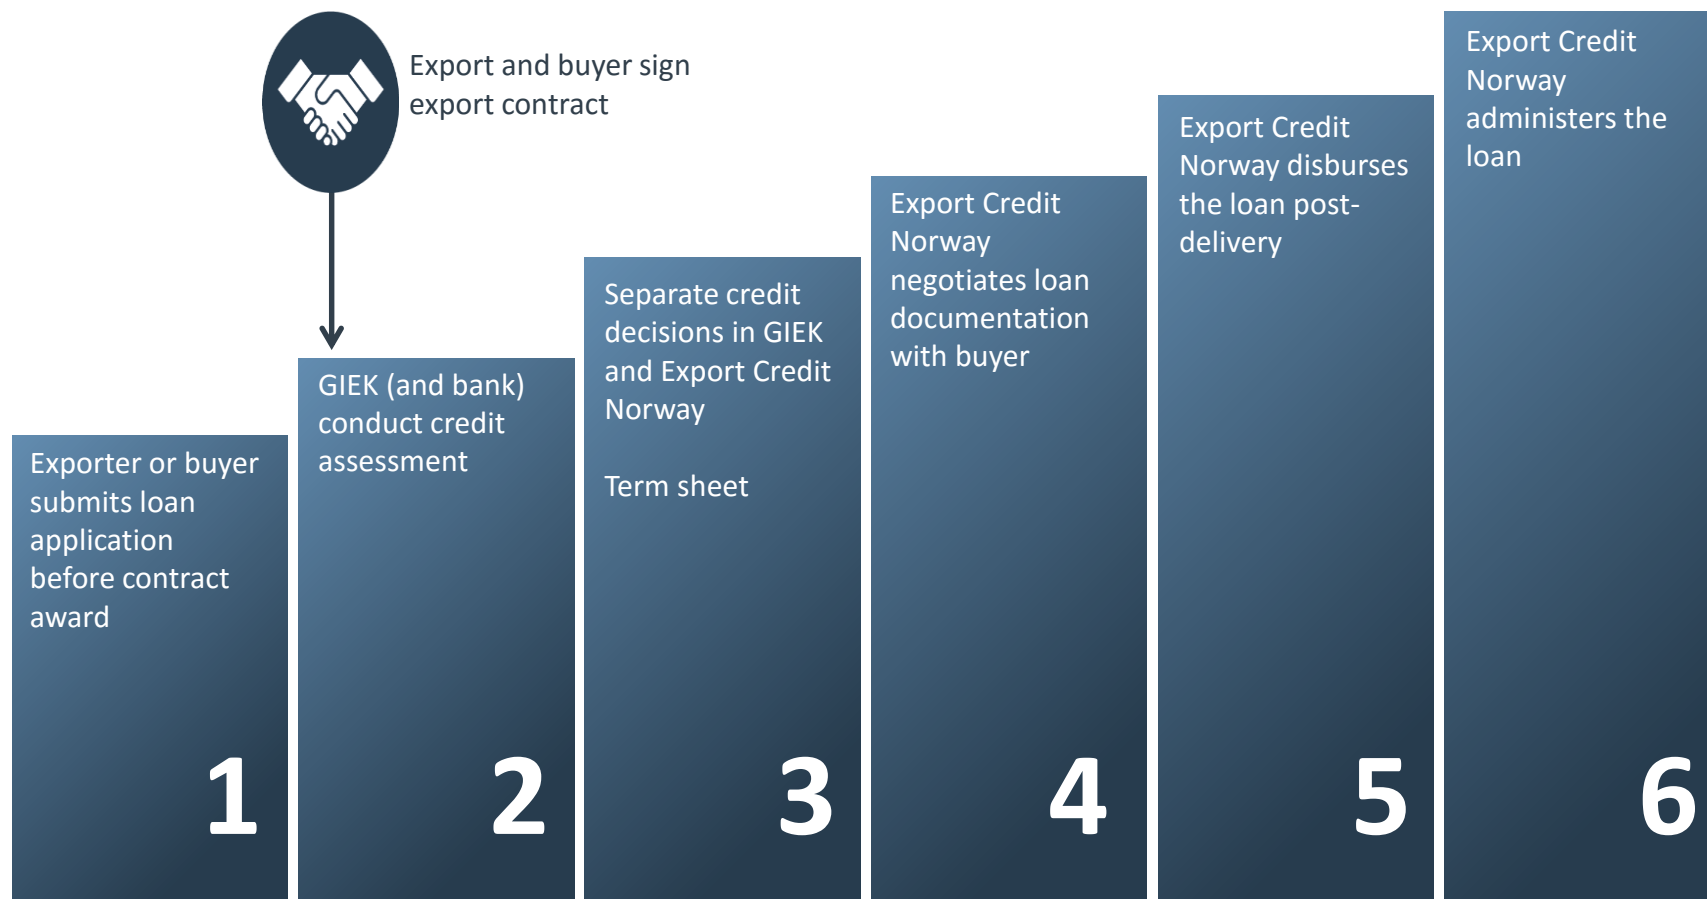 Export and buyer sign
export contract
Exporter or buyer
submits loan
application
before contract
award
1
GIEK (and bank)
conduct credit
assessment
2
Separate credit
decisions in GIEK
and Export Credit
Norway
Term sheet
3
Export Credit
Norway
negotiates loan
documentation
with buyer
4
Export Credit
Norway disburses
the loan post-
delivery
5
Export Credit
Norway
administers the
loan
6